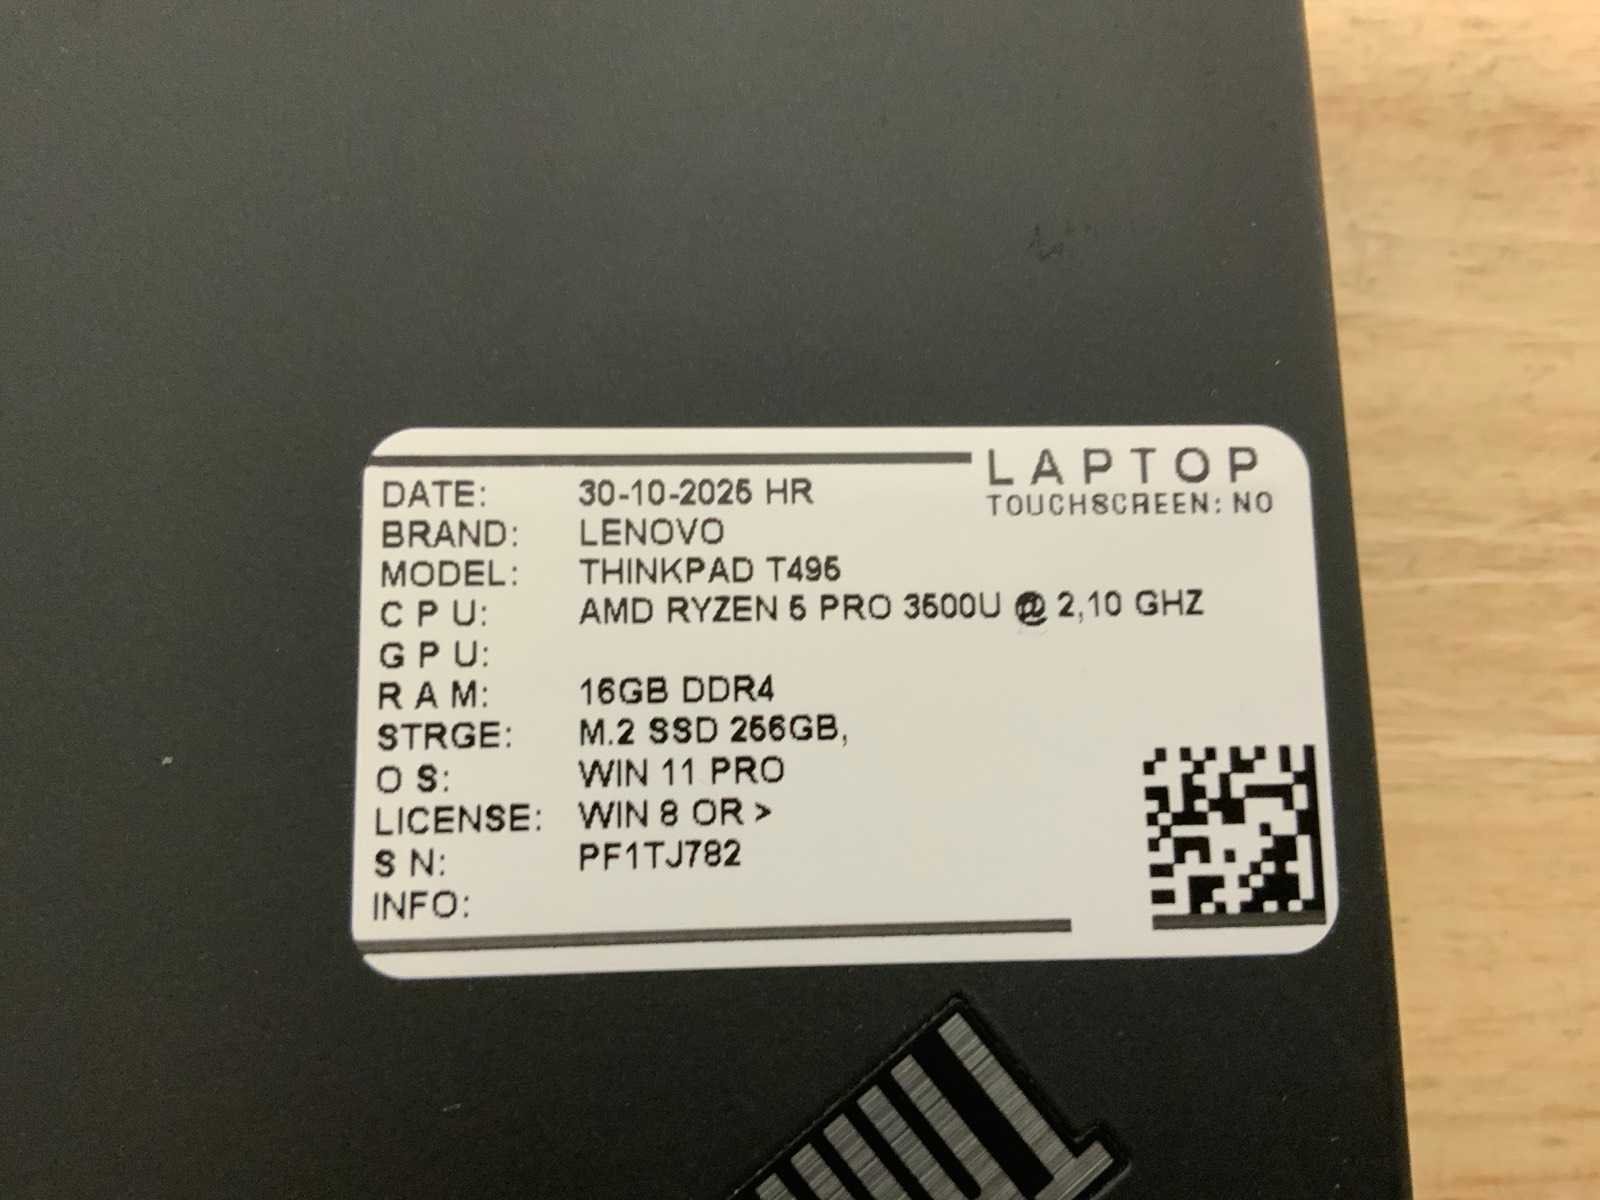 LAPTOP
TOUCHSCREEN: NO
DATE: 30-10-2025 HR
BRAND: LENOVO
MODEL: THINKPAD T495
C P U: AMD RYZEN 5 PRO 3500U @ 2,10 GHZ
G P U:
R A M: 16GB DDR4
STRGE: M.2 SSD 256GB,
O S: WIN 11 PRO
LICENSE: WIN 8 OR >
S N: PF1TJ782
INFO: